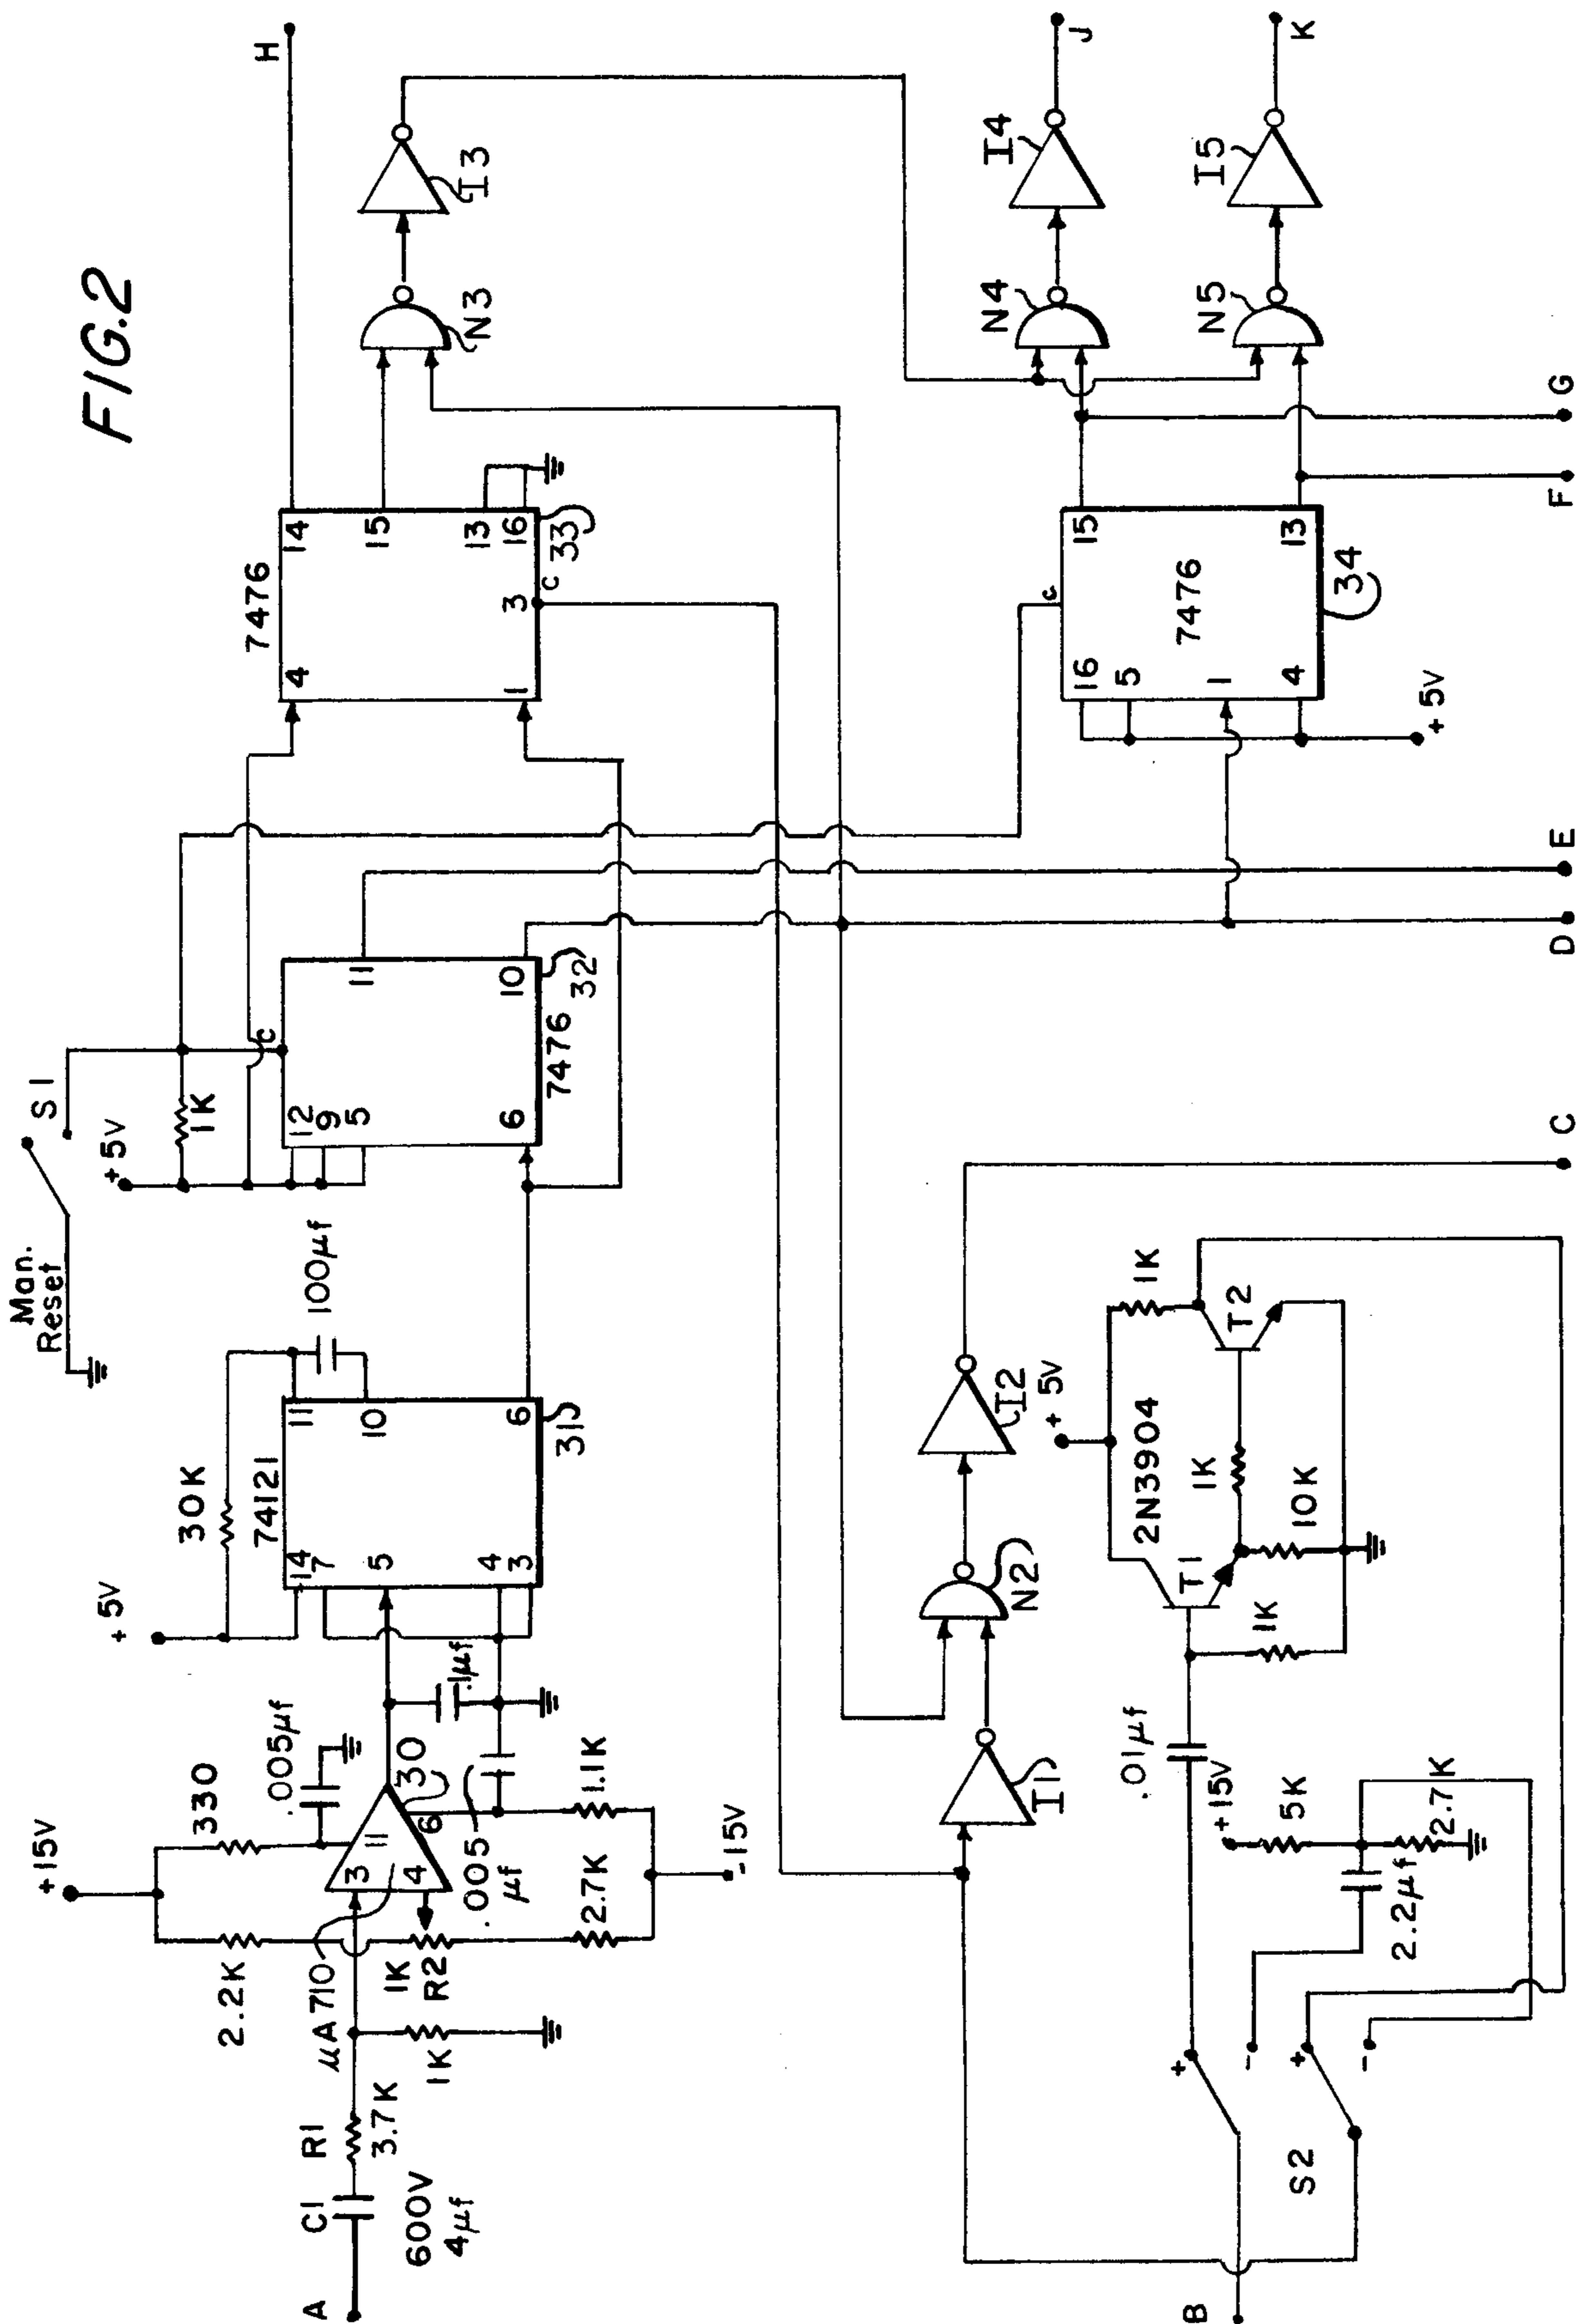 FIG.2
Man.
Reset
S1
+5V
1K
+15V
+5V
30K
100µf
74121
14
7
5
4
3
11
10
6
31
12
9
5
6
c
11
10
7476
32
7476
4
1
3
c
14
15
13
16
33
H
N3
I3
330
.005µf
2.2K
µA 710
3
4
11
6
30
.1µf
1K
R2
.005
µf
1.1K
2.7K
-15V
A
C1
R1
3.7K
600V
4µf
1K
I1
N2
I2
C
D
E
c
16
5
1
4
7476
15
13
34
+5V
F
G
N4
I4
J
N5
I5
K
B
S2
+
-
+
-
.01µf
+15V
5K
2.7K
2.2µf
+5V
2N3904
T1
1K
1K
10K
1K
T2